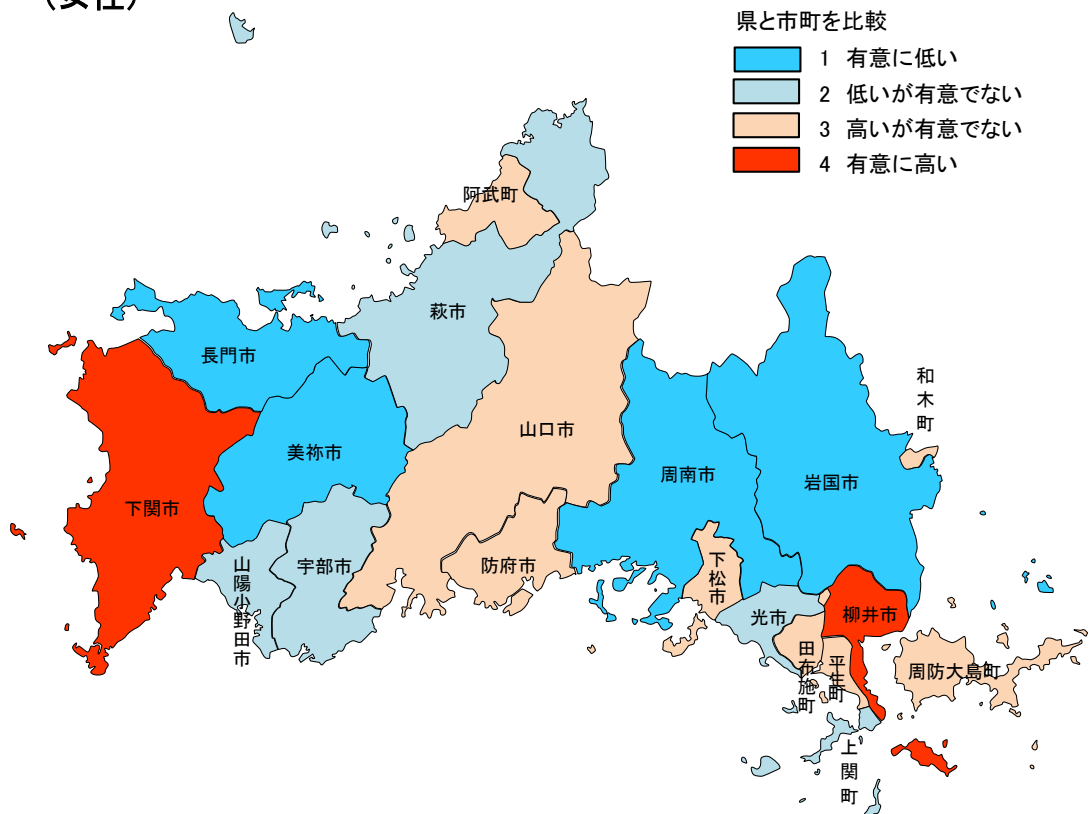 （女性）
県と市町を比較
1 有意に低い
2 低いが有意でない
3 高いが有意でない
4 有意に高い
阿武町
萩市
長門市
和木町
山口市
美祢市
周南市
岩国市
下関市
山陽小野田市
宇部市
防府市
下松市
光市
柳井市
田布施町
平生町
周防大島町
上関町